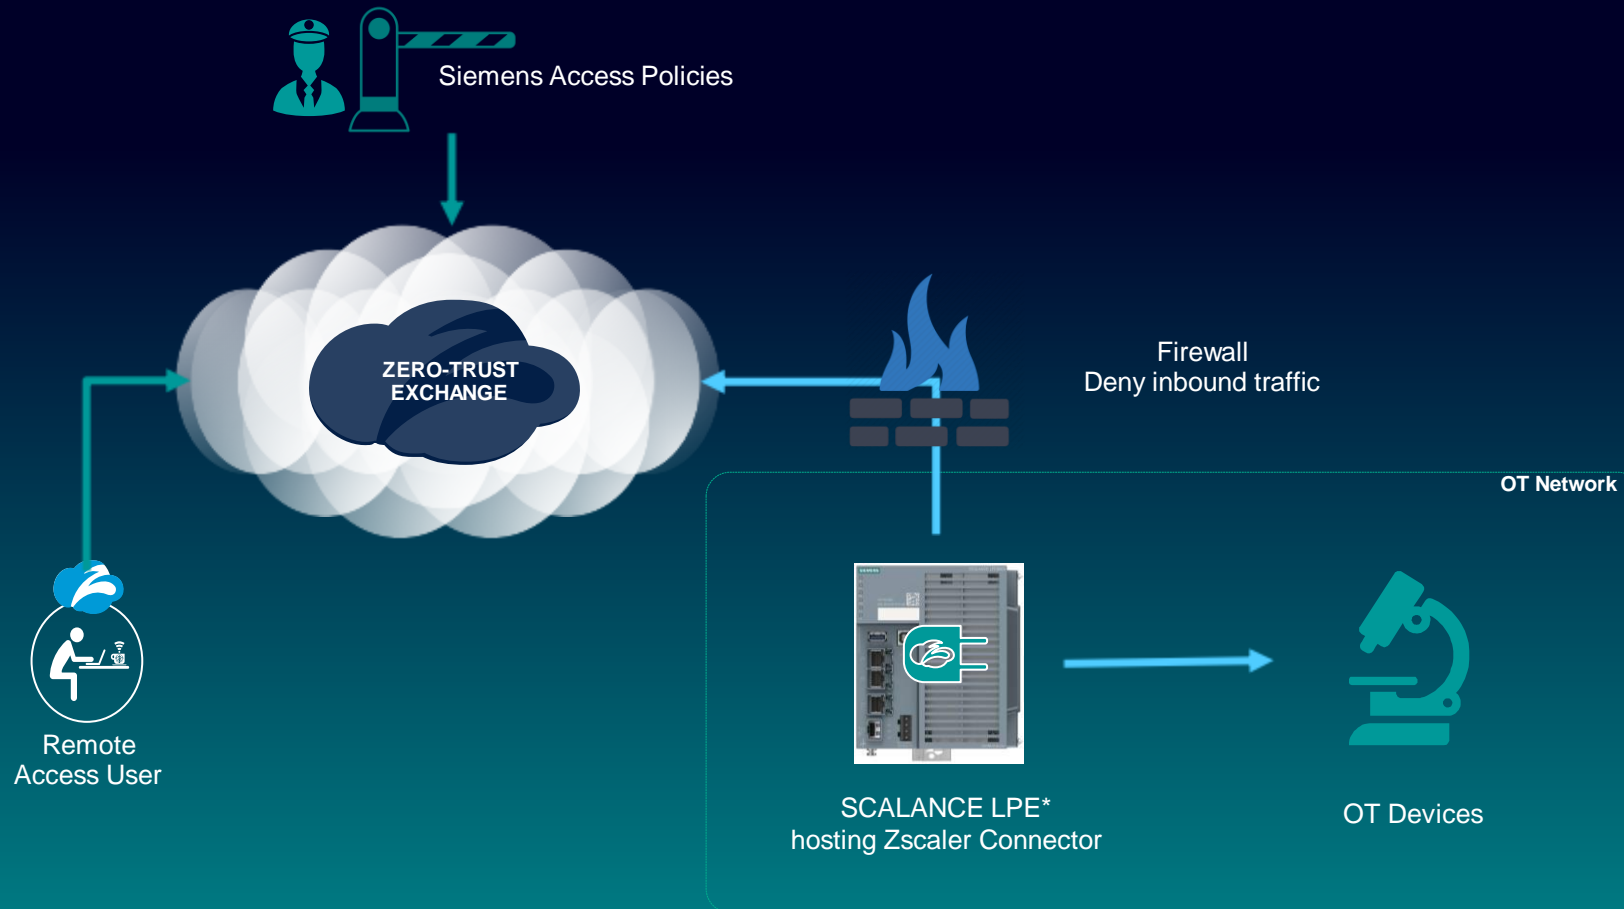 Siemens Access Policies
ZERO-TRUST
EXCHANGE
Firewall
Deny inbound traffic
OT Network
SIEMENS
Remote
Access User
SCALANCE LPE*
hosting Zscaler Connector
OT Devices